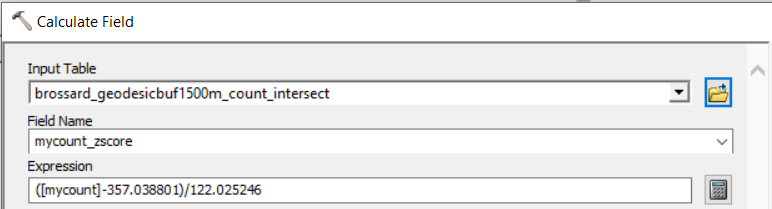 Calculate Field
Input Table
brossard_geodesicbuf1500m_count_intersect
Field Name
mycount_zscore
Expression
([mycount]-357.038801)/122.025246